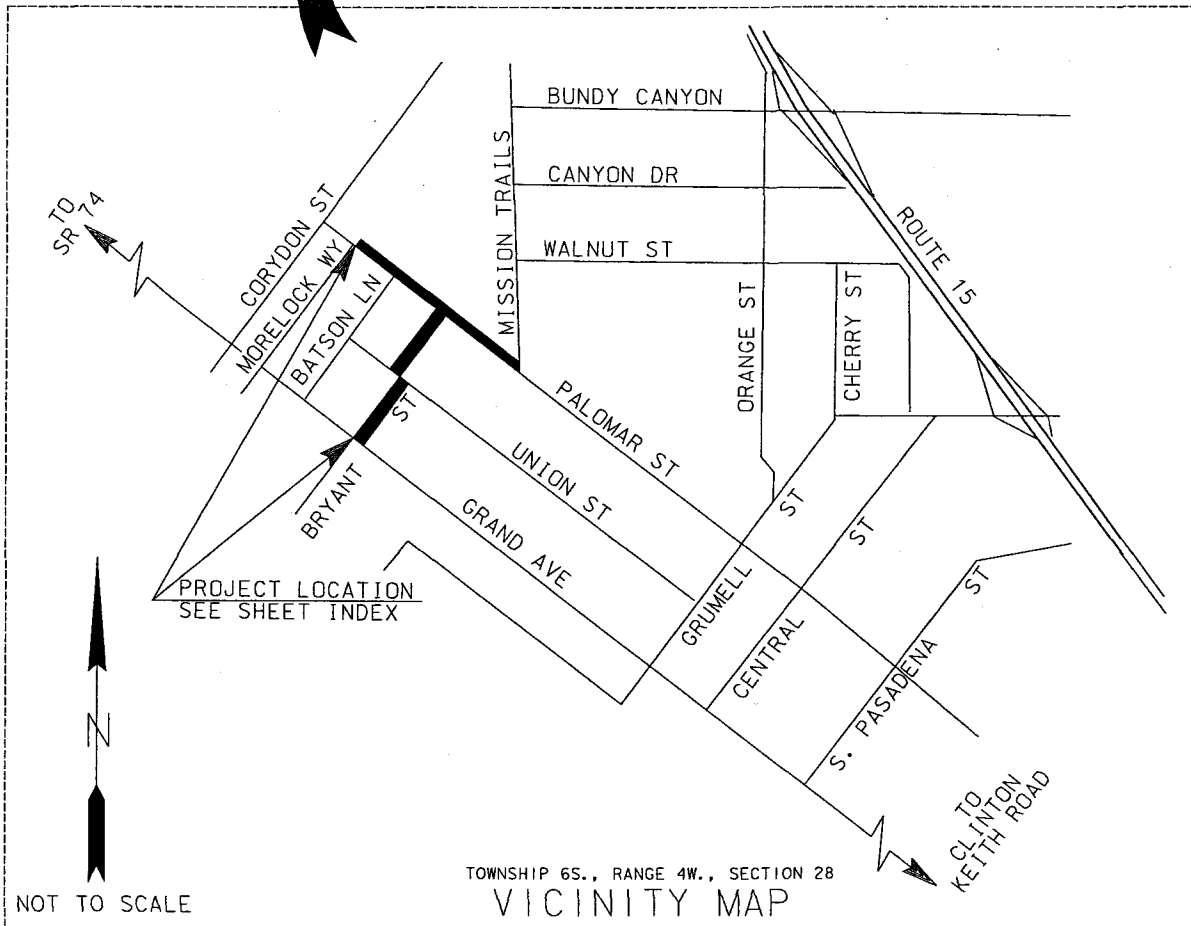 BUNDY CANYON
CANYON DR
WALNUT ST
MISSION TRAILS
ORANGE ST
CHERRY ST
ROUTE 15
TO
SR 74
CORYDON ST
MORELOCK WY
BATSON LN
BRYANT ST
PALOMAR ST
UNION ST
GRAND AVE
GRUMELL ST
CENTRAL ST
S. PASADENA ST
PROJECT LOCATION
SEE SHEET INDEX
N
TO
CLINTON
KEITH ROAD
NOT TO SCALE
TOWNSHIP 6S., RANGE 4W., SECTION 28
VICINITY MAP